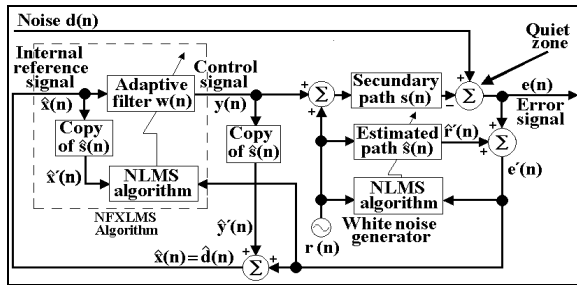 Noise d(n)
Quiet
zone
Internal
reference
signal
x̂(n)
Adaptive
filter w(n)
Control
signal
y(n)
Σ
+
+
Secundary
path s(n)
+
−
Σ
e(n)
Error
signal
Copy
of ŝ(n)
Copy
of ŝ(n)
Estimated
path ŝ(n)
r̂´(n)
+
+
Σ
e´(n)
x̂´(n)
NLMS
algorithm
NLMS
algorithm
NFXLMS
Algorithm
ŷ´(n)
r (n)
White noise
generator
x̂(n)=d̂(n)
+
+
Σ